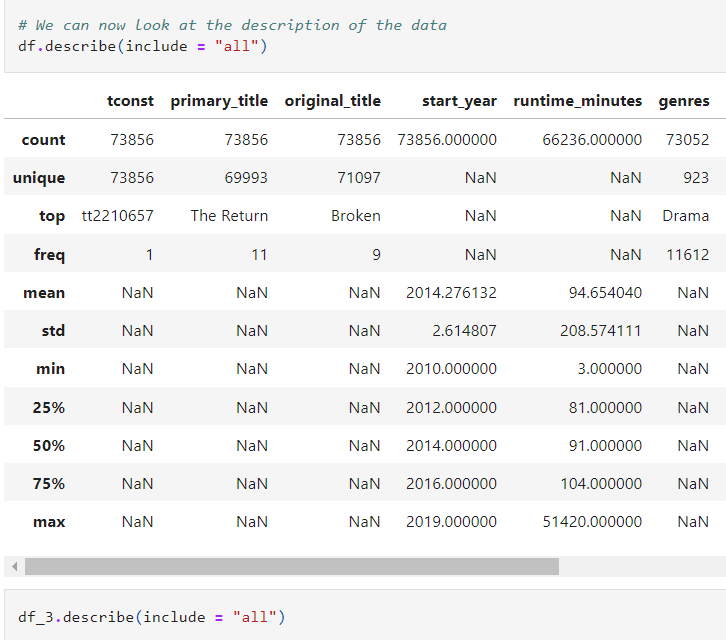 # We can now look at the description of the data
df.describe(include = "all")
tconst primary_title original_title start_year runtime_minutes genres
count 73856 73856 73856 73856.000000 66236.000000 73052
unique 73856 69993 71097 NaN NaN 923
top tt2210657 The Return Broken NaN NaN Drama
freq 1 11 9 NaN NaN 11612
mean NaN NaN NaN 2014.276132 94.654040 NaN
std NaN NaN NaN 2.614807 208.574111 NaN
min NaN NaN NaN 2010.000000 3.000000 NaN
25% NaN NaN NaN 2012.000000 81.000000 NaN
50% NaN NaN NaN 2014.000000 91.000000 NaN
75% NaN NaN NaN 2016.000000 104.000000 NaN
max NaN NaN NaN 2019.000000 51420.000000 NaN
df_3.describe(include = "all")